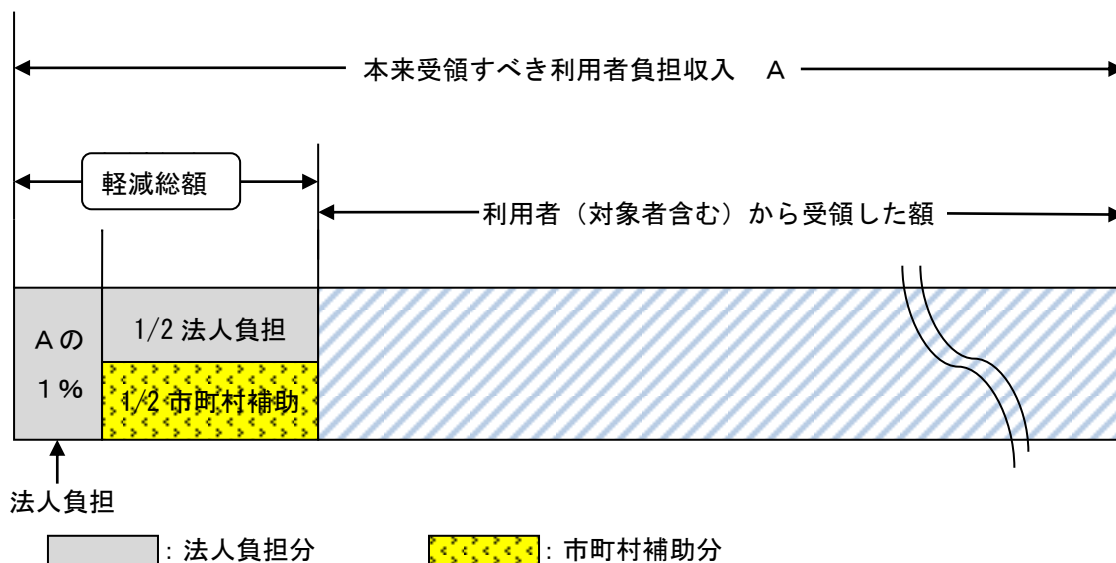 本来受領すべき利用者負担収入　Ａ
軽減総額
利用者（対象者含む）から受領した額
Ａの
１％
1/2 法人負担
1/2 市町村補助
法人負担
：法人負担分
：市町村補助分